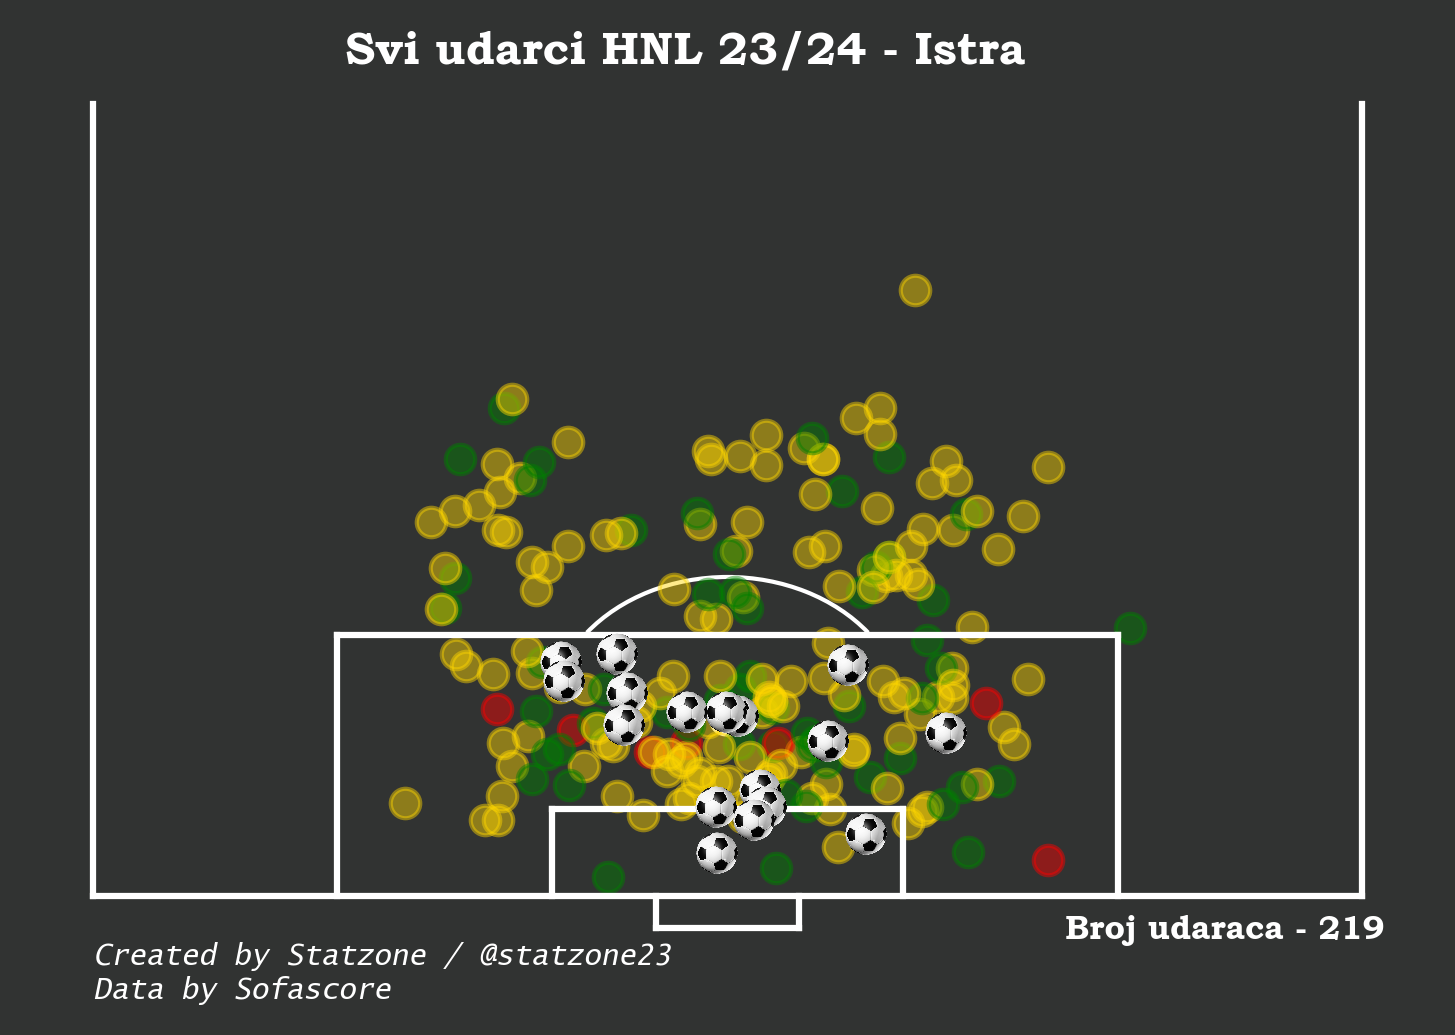 Svi udarci HNL 23/24 - Istra
Broj udaraca - 219
Created by Statzone / @statzone23
Data by Sofascore